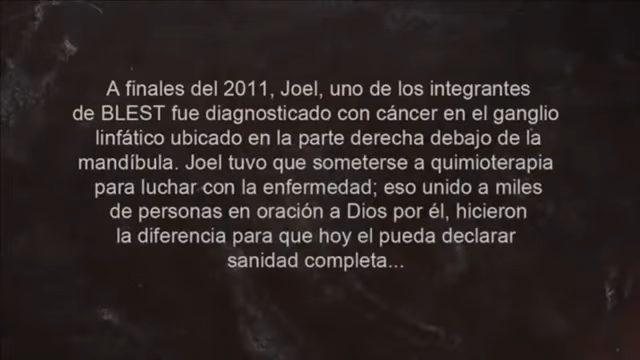 A finales del 2011, Joel, uno de los integrantes
de BLEST fue diagnosticado con cáncer en el ganglio
linfático ubicado en la parte derecha debajo de la
mandíbula. Joel tuvo que someterse a quimioterapia
para luchar con la enfermedad; eso unido a miles
de personas en oración a Dios por él, hicieron
la diferencia para que hoy el pueda declarar
sanidad completa...